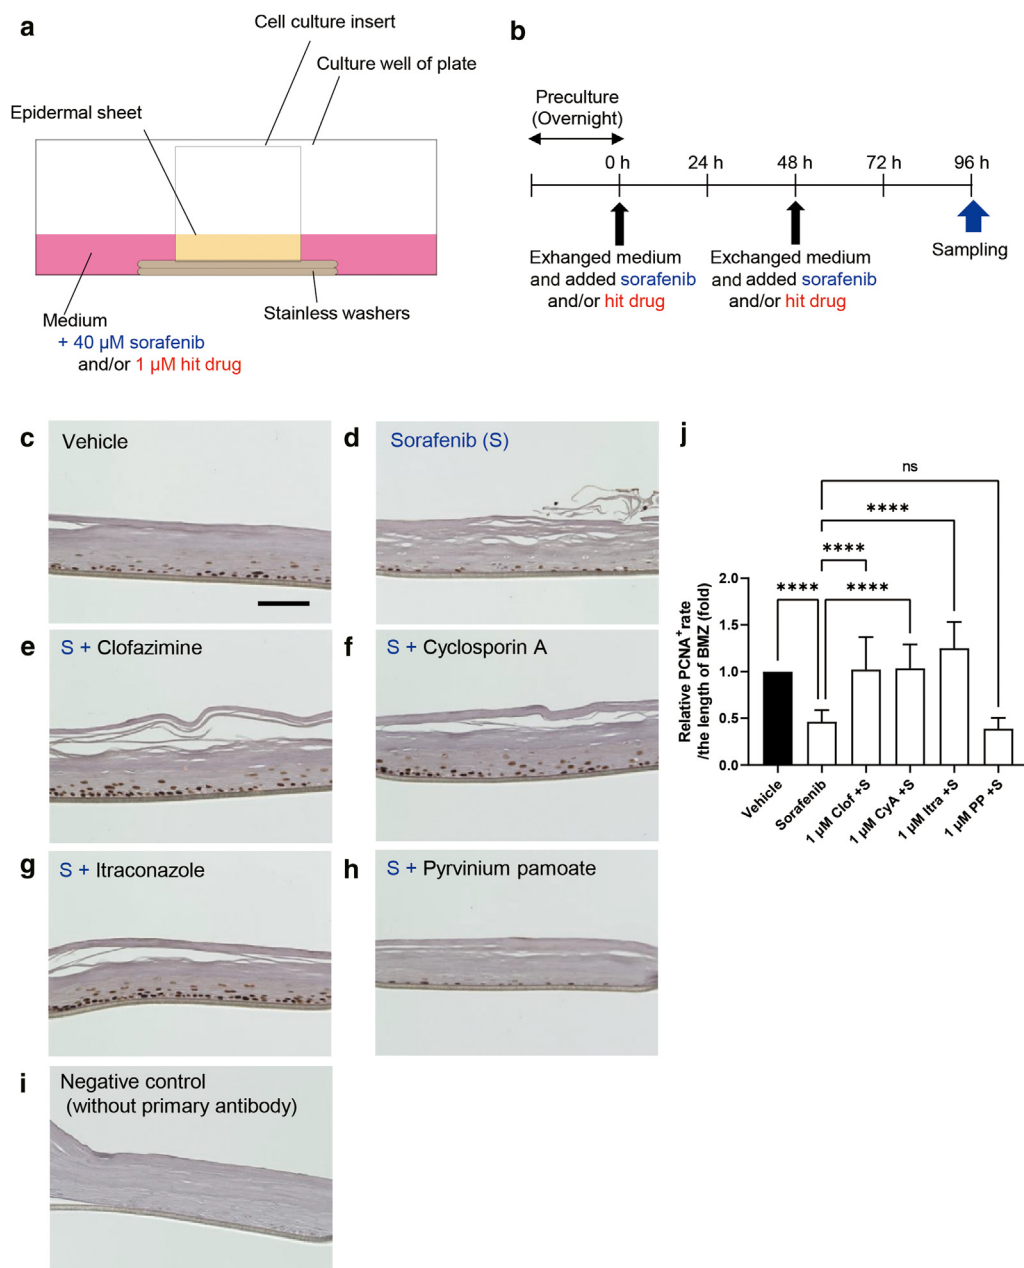 a
Cell culture insert
Culture well of plate
Epidermal sheet
Medium
+ 40 µM sorafenib
and/or 1 µM hit drug
Stainless washers
b
Preculture
(Overnight)
0 h
24 h
48 h
72 h
96 h
Exhanged medium
and added sorafenib
and/or hit drug
Exchanged medium
and added sorafenib
and/or hit drug
Sampling
c
Vehicle
d
Sorafenib (S)
e
S + Clofazimine
f
S + Cyclosporin A
g
S + Itraconazole
h
S + Pyrvinium pamoate
i
Negative control
(without primary antibody)
j
ns
****
****
****
****
Relative PCNA⁺rate
/the length of BMZ (fold)
2.0
1.5
1.0
0.5
0.0
Vehicle
Sorafenib
1 µM Clof +S
1 µM CyA +S
1 µM Itra +S
1 µM PP +S